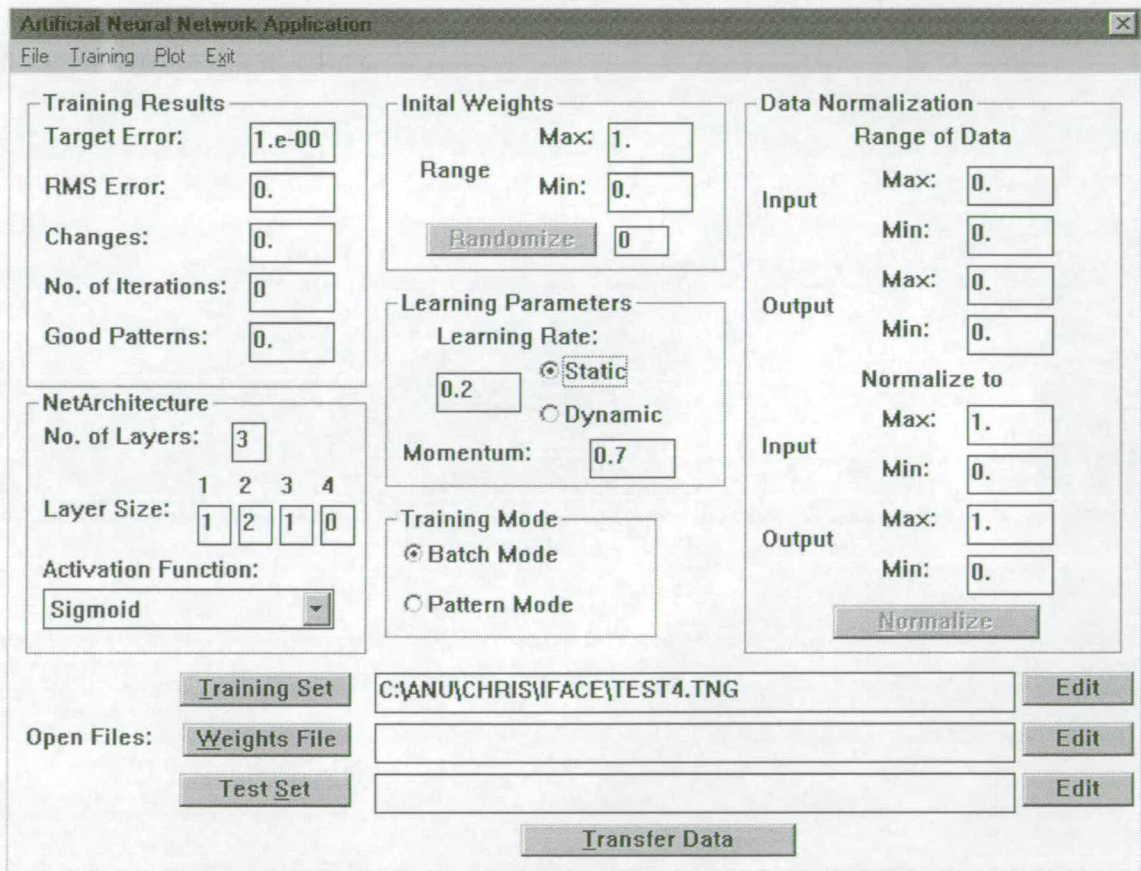 Artificial Neural Network Application
File Training Plot Exit
Training Results
Target Error: 1.e-00
RMS Error: 0.
Changes: 0.
No. of Iterations: 0
Good Patterns: 0.
NetArchitecture
No. of Layers: 3
1 2 3 4
Layer Size: 1 2 1 0
Activation Function:
Sigmoid
Inital Weights
Max: 1.
Range
Min: 0.
Randomize 0
Learning Parameters
Learning Rate:
Static
0.2
Dynamic
Momentum: 0.7
Training Mode
Batch Mode
Pattern Mode
Data Normalization
Range of Data
Max: 0.
Input
Min: 0.
Max: 0.
Output
Min: 0.
Normalize to
Max: 1.
Input
Min: 0.
Max: 1.
Output
Min: 0.
Normalize
Training Set C:\ANU\CHRIS\IFACE\TEST4.TNG Edit
Open Files: Weights File Edit
Test Set Edit
Transfer Data